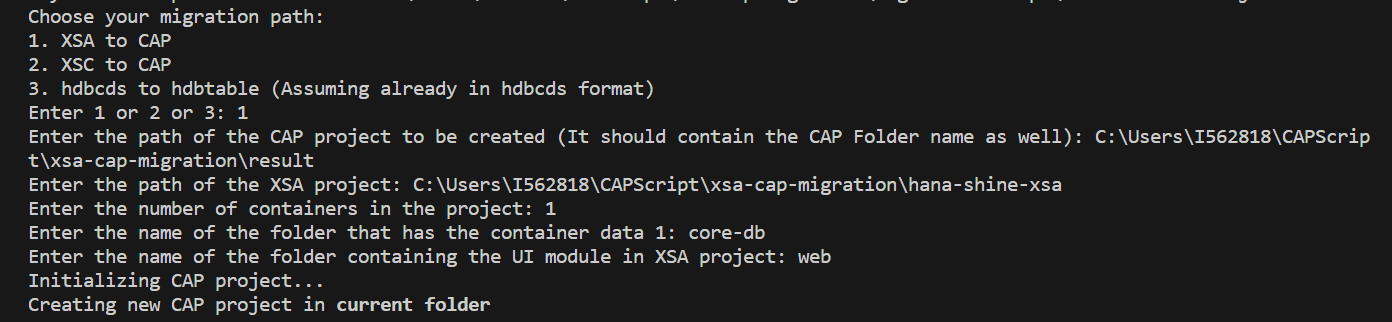 Choose your migration path:
1. XSA to CAP
2. XSC to CAP
3. hdbcds to hdbtable (Assuming already in hdbcds format)
Enter 1 or 2 or 3: 1
Enter the path of the CAP project to be created (It should contain the CAP Folder name as well): C:\Users\I562818\CAPScrip
t\xsa-cap-migration\result
Enter the path of the XSA project: C:\Users\I562818\CAPScript\xsa-cap-migration\hana-shine-xsa
Enter the number of containers in the project: 1
Enter the name of the folder that has the container data 1: core-db
Enter the name of the folder containing the UI module in XSA project: web
Initializing CAP project...
Creating new CAP project in current folder